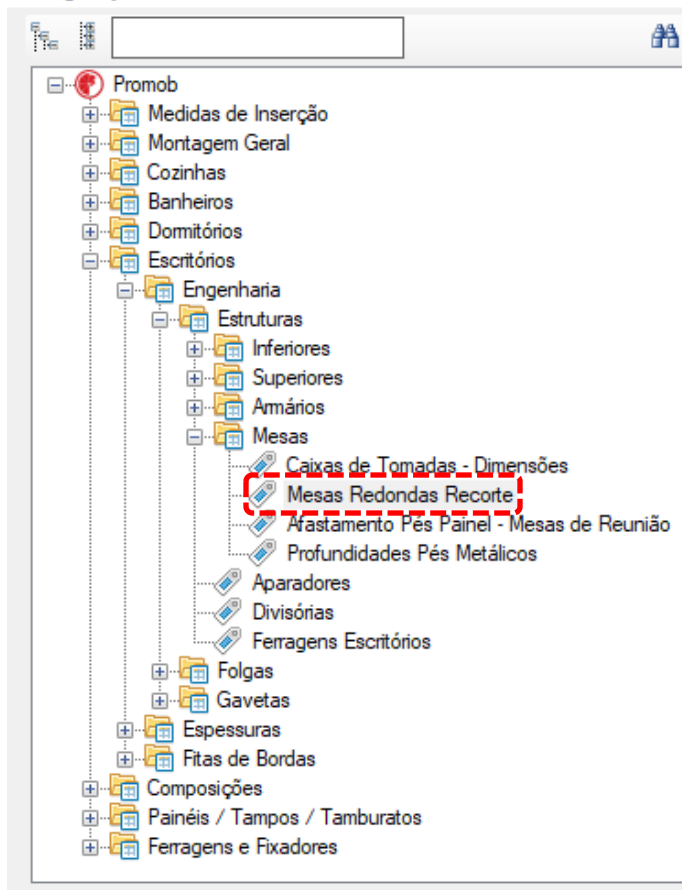 Promob
Medidas de Inserção
Montagem Geral
Cozinhas
Banheiros
Dormitórios
Escritórios
Engenharia
Estruturas
Inferiores
Superiores
Armários
Mesas
Caixas de Tomadas - Dimensões
Mesas Redondas Recorte
Afastamento Pés Painel - Mesas de Reunião
Profundidades Pés Metálicos
Aparadores
Divisórias
Ferragens Escritórios
Folgas
Gavetas
Espessuras
Fitas de Bordas
Composições
Painéis / Tampos / Tamburatos
Ferragens e Fixadores